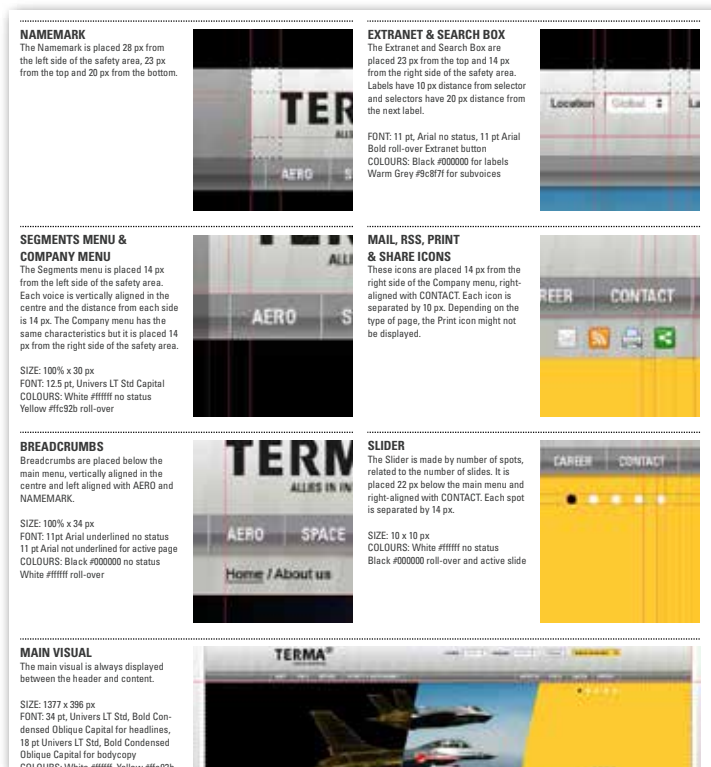 NAMEMARK
The Namemark is placed 28 px from
the left side of the safety area, 23 px
from the top and 20 px from the bottom.
TER
ALLI
AERO S
EXTRANET & SEARCH BOX
The Extranet and Search Box are
placed 23 px from the top and 14 px
from the right side of the safety area.
Labels have 10 px distance from selector
and selectors have 20 px distance from
the next label.
FONT: 11 pt, Arial no status, 11 pt Arial
Bold roll-over Extranet button
COLOURS: Black #000000 for labels
Warm Grey #9c8f7f for subvoices
Location Global La
SEGMENTS MENU &
COMPANY MENU
The Segments menu is placed 14 px
from the left side of the safety area.
Each voice is vertically aligned in the
centre and the distance from each side
is 14 px. The Company menu has the
same characteristics but it is placed 14
px from the right side of the safety area.
SIZE: 100% x 30 px
FONT: 12.5 pt, Univers LT Std Capital
COLOURS: White #ffffff no status
Yellow #ffc92b roll-over
ALLI
AERO S
MAIL, RSS, PRINT
& SHARE ICONS
These icons are placed 14 px from the
right side of the Company menu, right-
aligned with CONTACT. Each icon is
separated by 10 px. Depending on the
type of page, the Print icon might not
be displayed.
REER CONTACT
BREADCRUMBS
Breadcrumbs are placed below the
main menu, vertically aligned in the
centre and left aligned with AERO and
NAMEMARK.
SIZE: 100% x 34 px
FONT: 11pt Arial underlined no status
11 pt Arial not underlined for active page
COLOURS: Black #000000 no status
White #ffffff roll-over
TERM
ALLIES IN IN
AERO SPACE
Home / About us
SLIDER
The Slider is made by number of spots,
related to the number of slides. It is
placed 22 px below the main menu and
right-aligned with CONTACT. Each spot
is separated by 14 px.
SIZE: 10 x 10 px
COLOURS: White #ffffff no status
Black #000000 roll-over and active slide
CAREER CONTACT
MAIN VISUAL
The main visual is always displayed
between the header and content.
SIZE: 1377 x 396 px
FONT: 34 pt, Univers LT Std, Bold Con-
densed Oblique Capital for headlines,
18 pt Univers LT Std, Bold Condensed
Oblique Capital for bodycopy
COLOURS: White #ffffff, Yellow #ffc92b
TERMA®